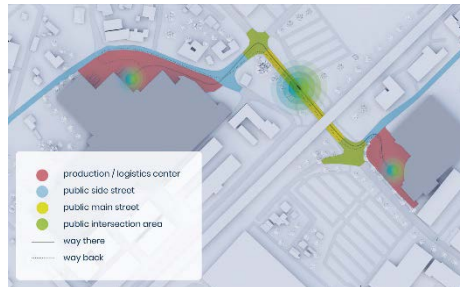 production / logistics center
public side street
public main street
public intersection area
way there
way back